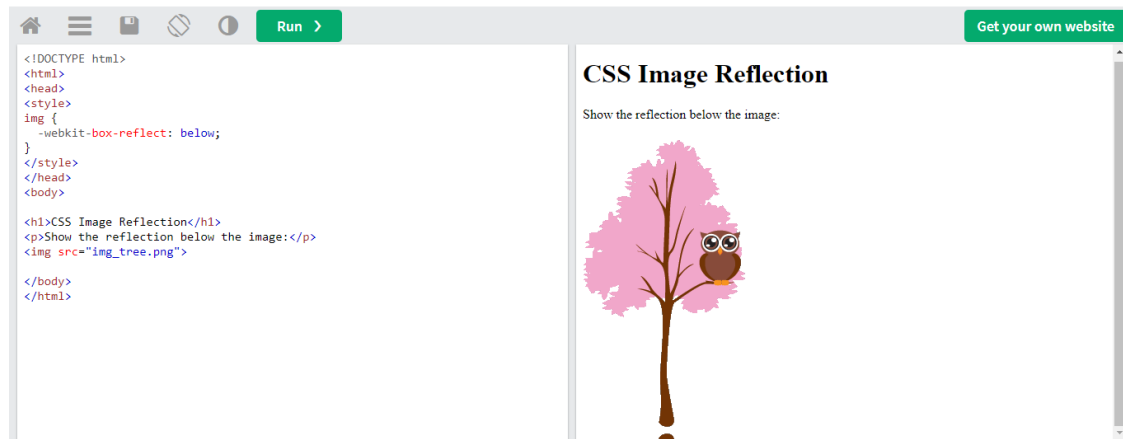 Run ❯
Get your own website
<!DOCTYPE html>
<html>
<head>
<style>
img {
  -webkit-box-reflect: below;
}
</style>
</head>
<body>
<h1>CSS Image Reflection</h1>
<p>Show the reflection below the image:</p>
<img src="img_tree.png">
</body>
</html>
CSS Image Reflection
Show the reflection below the image: